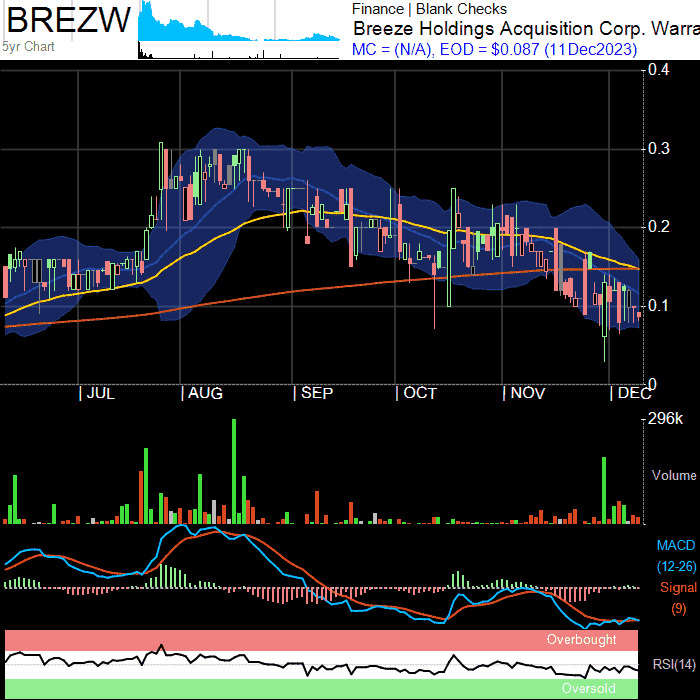 BREZW
5yr Chart
Finance | Blank Checks
Breeze Holdings Acquisition Corp. Warra
MC = (N/A), EOD = $0.087 (11Dec2023)
0.4
0.3
0.2
0.1
0
| JUL | AUG | SEP | OCT | NOV | DEC
296k
Volume
MACD
(12-26)
Signal
(9)
Overbought
RSI(14)
Oversold